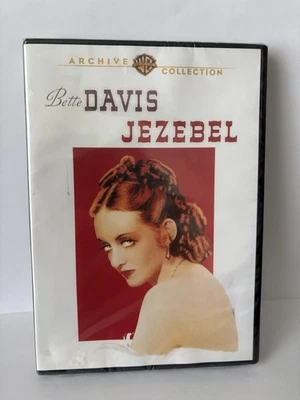 ARCHIVE WB COLLECTION
Bette DAVIS
JEZEBEL